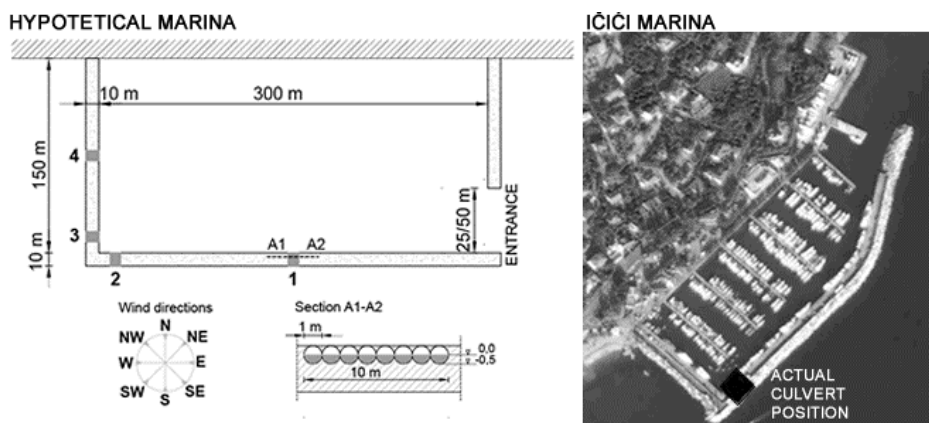 HYPOTETICAL MARINA
10 m
300 m
150 m
4
3
10 m
A1 A2
2
1
25/50 m
ENTRANCE
Wind directions
N
NW NE
W E
SW SE
S
Section A1-A2
1 m
0,0
-0,5
10 m
IČIĆI MARINA
ACTUAL
CULVERT
POSITION